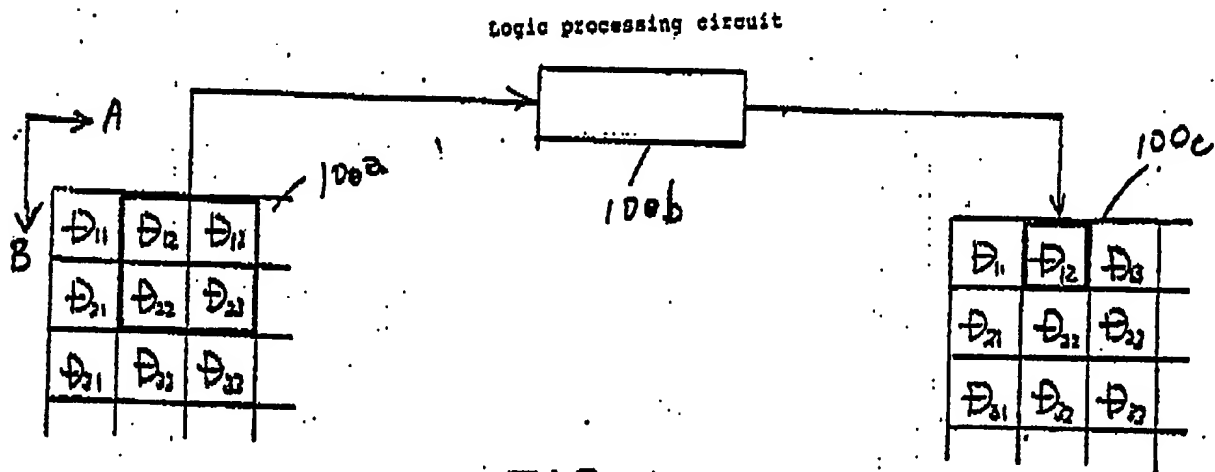 Logic processing circuit
A
B
100a
100b
100c
D11 D12 D13
D21 D22 D23
D31 D32 D33
D11 D12 D13
D21 D22 D23
D31 D32 D33